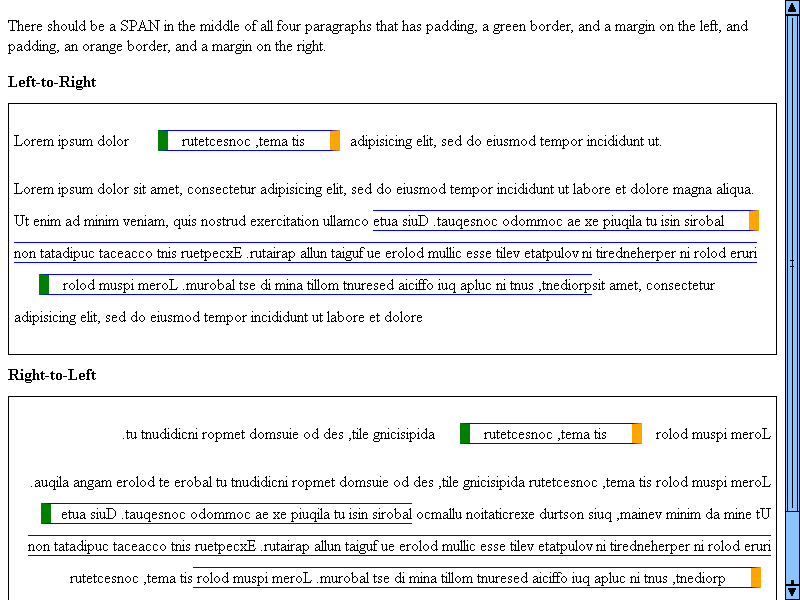 There should be a SPAN in the middle of all four paragraphs that has padding, a green border, and a margin on the left, and
padding, an orange border, and a margin on the right.
Left-to-Right
Lorem ipsum dolor rutetcesnoc ,tema tis adipisicing elit, sed do eiusmod tempor incididunt ut.
Lorem ipsum dolor sit amet, consectetur adipisicing elit, sed do eiusmod tempor incididunt ut labore et dolore magna aliqua.
Ut enim ad minim veniam, quis nostrud exercitation ullamco etua siuD .tauqesnoc odommoc ae xe piuqila tu isin sirobal
non tatadipuc taceacco tnis ruetpecxE .rutairap allun taiguf ue erolod mullic esse tilev etatpulov ni tiredneherper ni rolod eruri
rolod muspi meroL .murobal tse di mina tillom tnuresed aiciffo iuq apluc ni tnus ,tnediorpsit amet, consectetur
adipisicing elit, sed do eiusmod tempor incididunt ut labore et dolore
Right-to-Left
.tu tnudidicni ropmet domsuie od des ,tile gnicisipida rutetcesnoc ,tema tis rolod muspi meroL
.auqila angam erolod te erobal tu tnudidicni ropmet domsuie od des ,tile gnicisipida rutetcesnoc ,tema tis rolod muspi meroL
etua siuD .tauqesnoc odommoc ae xe piuqila tu isin sirobal ocmallu noitaticrexe durtson siuq ,mainev minim da mine tU
non tatadipuc taceacco tnis ruetpecxE .rutairap allun taiguf ue erolod mullic esse tilev etatpulov ni tiredneherper ni rolod eruri
rutetcesnoc ,tema tis rolod muspi meroL .murobal tse di mina tillom tnuresed aiciffo iuq apluc ni tnus ,tnediorp